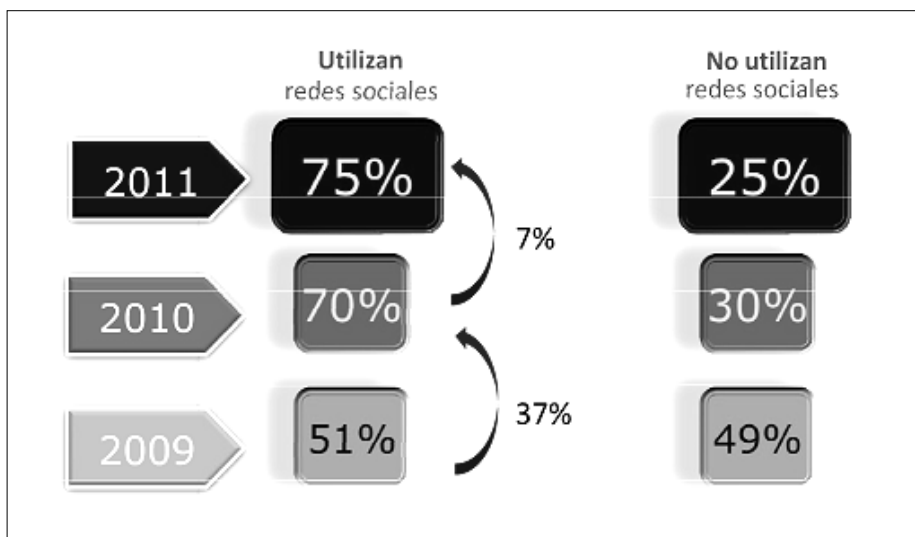 Utilizan
redes sociales
No utilizan
redes sociales
2011
75%
25%
7%
2010
70%
30%
37%
2009
51%
49%